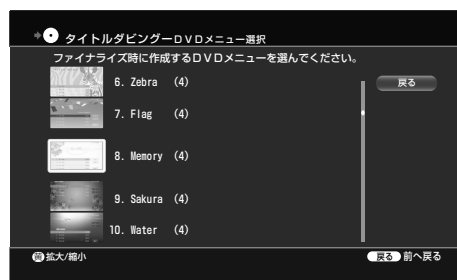 タイトルダビングーDVDメニュー選択
ファイナライズ時に作成するDVDメニューを選んでください。
6. Zebra (4)
戻る
7. Flag (4)
8. Memory (4)
9. Sakura (4)
10. Water (4)
黄 拡大/縮小
戻る 前へ戻る